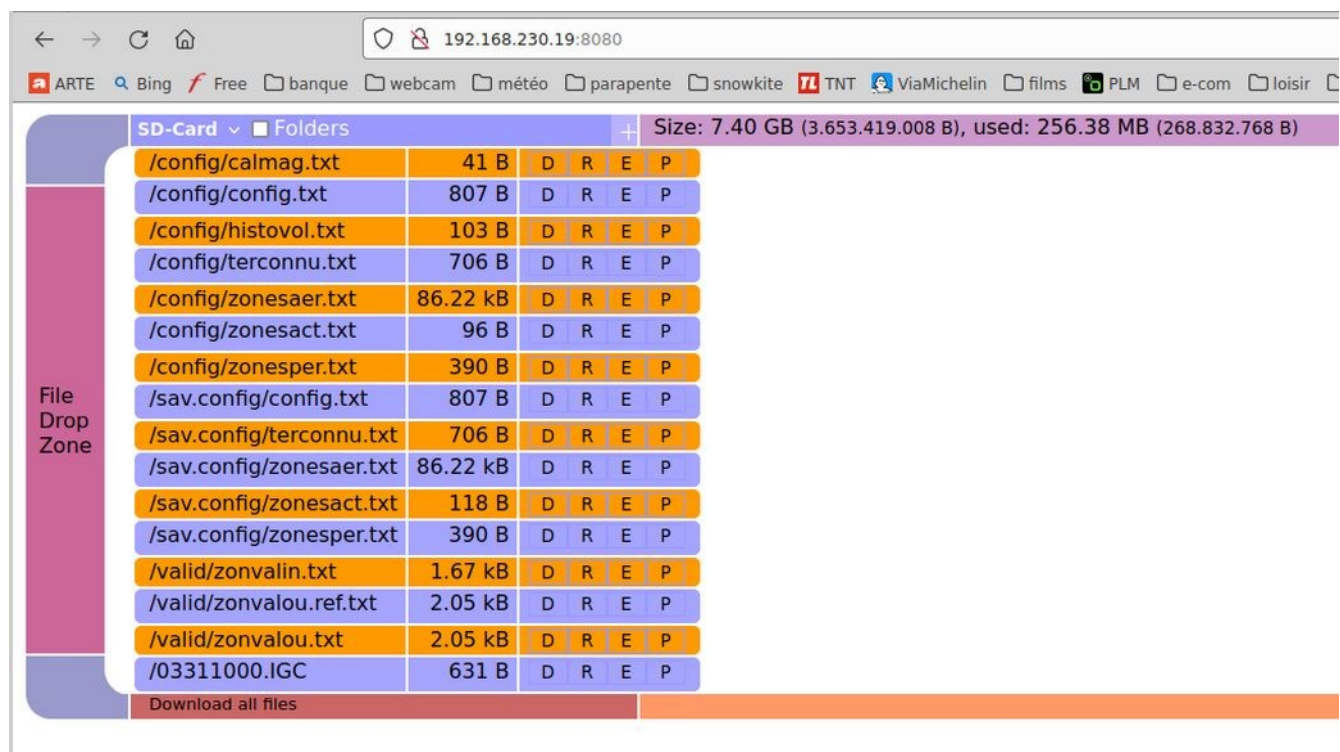 192.168.230.19:8080
ARTE Bing Free banque webcam météo parapente snowkite TNT ViaMichelin films PLM e-com loisir
SD-Card Folders + Size: 7.40 GB (3.653.419.008 B), used: 256.38 MB (268.832.768 B)
/config/calmag.txt 41 B D R E P
/config/config.txt 807 B D R E P
/config/histovol.txt 103 B D R E P
/config/terconnu.txt 706 B D R E P
/config/zonesaer.txt 86.22 kB D R E P
/config/zonesact.txt 96 B D R E P
/config/zonesper.txt 390 B D R E P
/sav.config/config.txt 807 B D R E P
/sav.config/terconnu.txt 706 B D R E P
/sav.config/zonesaer.txt 86.22 kB D R E P
/sav.config/zonesact.txt 118 B D R E P
/sav.config/zonesper.txt 390 B D R E P
/valid/zonvalin.txt 1.67 kB D R E P
/valid/zonvalou.ref.txt 2.05 kB D R E P
/valid/zonvalou.txt 2.05 kB D R E P
/03311000.IGC 631 B D R E P
File
Drop
Zone
Download all files